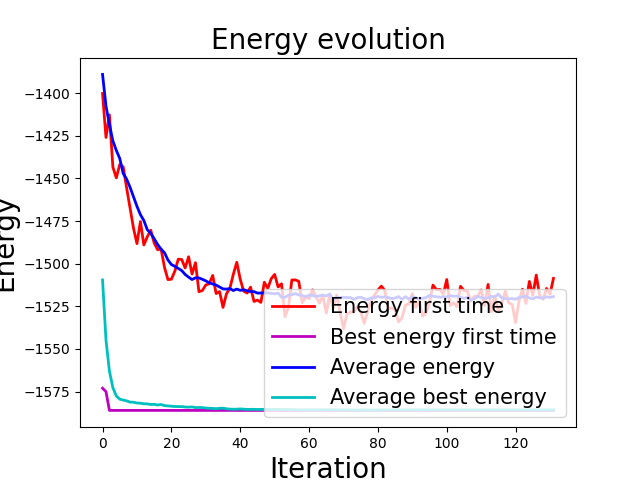 Energy evolution
Energy
−1400
−1425
−1450
−1475
−1500
−1525
−1550
−1575
Energy first time
Best energy first time
Average energy
Average best energy
0 20 40 60 80 100 120
Iteration